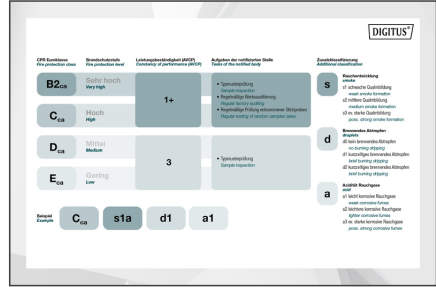 DIGITUS®
CPR Euroklasse
Fire protection class
Brandschutzstufe
Fire protection level
Leistungsbeständigkeit (AVCP)
Constancy of performance (AVCP)
Aufgaben der notifizierten Stelle
Tasks of the notified body
Zusatzklassifizierung
Additional classification
B2ca
Sehr hoch
Very high
1+
• Typenprüfung
Sample inspection
• Regelmäßige Werksauditierung
Regular factory auditing
• Regelmäßige Prüfung entnommener Stichproben
Regular testing of random samples taken
Cca
Hoch
High
Dca
Mittel
Medium
3
• Typenprüfung
Sample inspection
Eca
Gering
Low
s
Rauchentwicklung
smoke
s1 schwache Qualmbildung
weak smoke formation
s2 mittlere Qualmbildung
medium smoke formation
s3 ev. starke Qualmbildung
poss. strong smoke formation
d
Brennendes Abtropfen
droplets
d0 kein brennendes Abtropfen
no burning dripping
d1 kurzzeitiges brennendes Abtropfen
brief burning dripping
d2 kurzzeitiges brennendes Abtropfen
brief burning dripping
a
Acidität Rauchgase
acid
a1 leicht korrosive Rauchgase
weak corrosive fumes
a2 leichtere korrosive Rauchgase
lighter corrosive fumes
a3 ev. starke korrosive Rauchgase
poss. strong corrosive fumes
Beispiel
Example
Cca
s1a
d1
a1